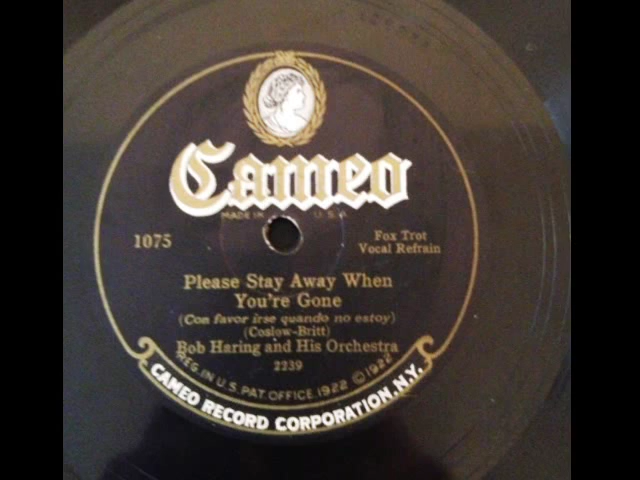 Cameo
MADE IN U.S.A.
1075
Fox Trot
Vocal Refrain
Please Stay Away When
You're Gone
(Con favor irse quando no estoy)
(Coslow-Britt)
Bob Haring and His Orchestra
2239
REG. IN U.S. PAT. OFFICE, 1922 © 1922
CAMEO RECORD CORPORATION, N.Y.